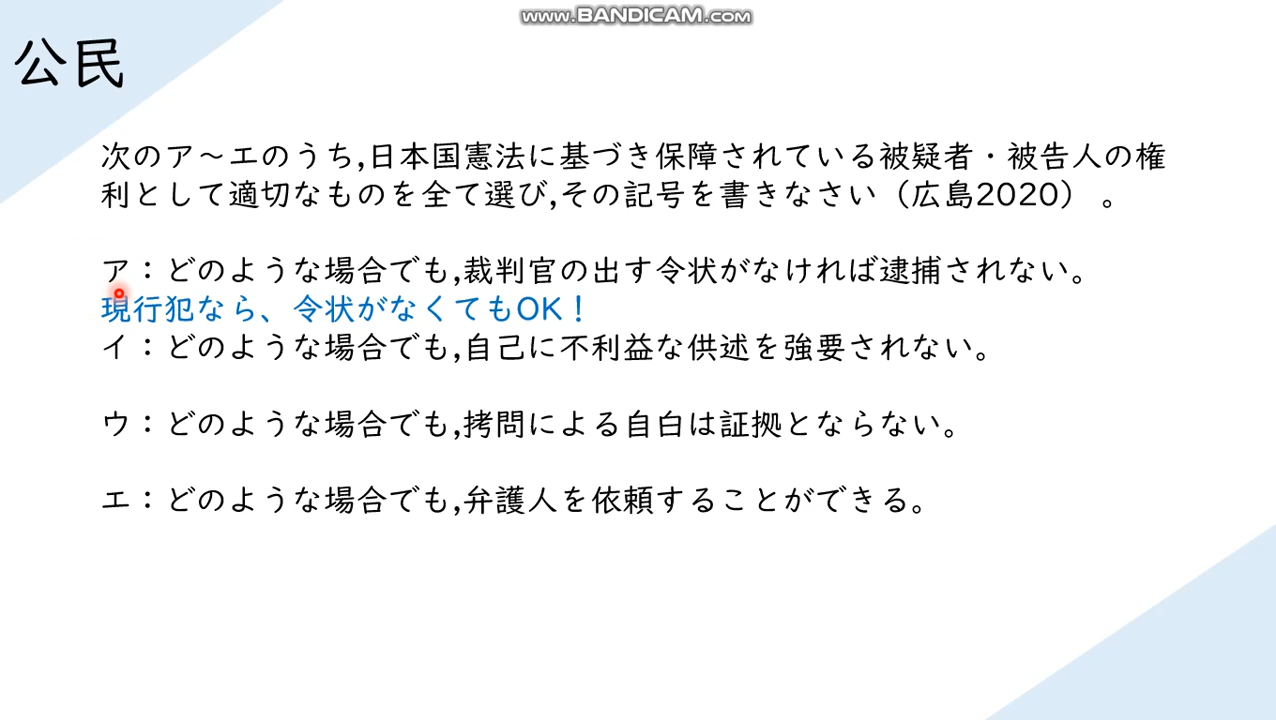 www.BANDICAM.com
公民
次のア～エのうち,日本国憲法に基づき保障されている被疑者・被告人の権
利として適切なものを全て選び,その記号を書きなさい（広島2020） 。
ア：どのような場合でも,裁判官の出す令状がなければ逮捕されない。
現行犯なら、令状がなくてもOK！
イ：どのような場合でも,自己に不利益な供述を強要されない。
ウ：どのような場合でも,拷問による自白は証拠とならない。
エ：どのような場合でも,弁護人を依頼することができる。